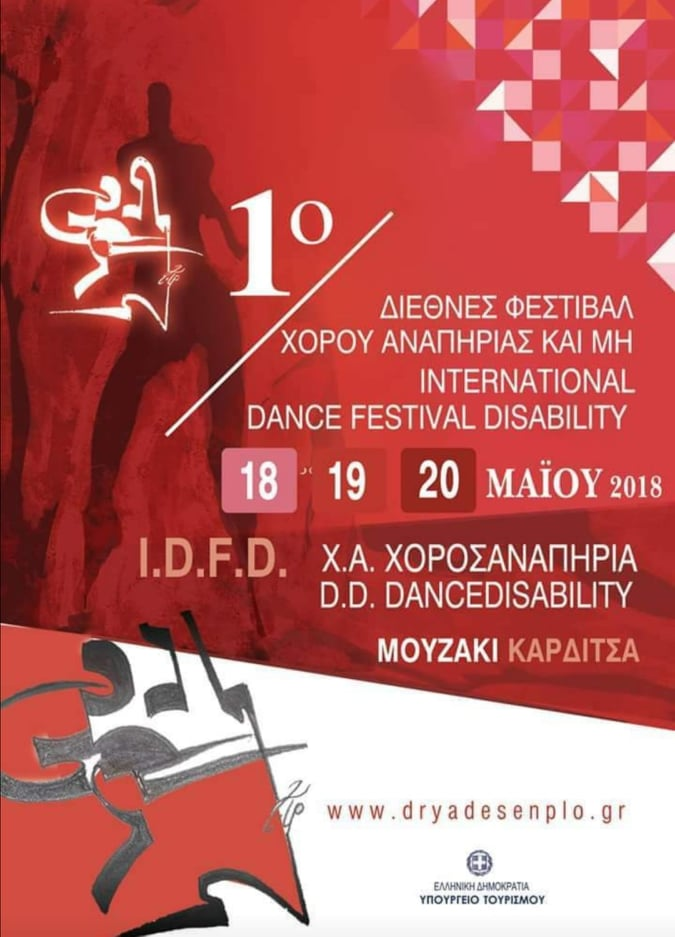 1ο
ΔΙΕΘΝΕΣ ΦΕΣΤΙΒΑΛ
ΧΟΡΟΥ ΑΝΑΠΗΡΙΑΣ ΚΑΙ ΜΗ
INTERNATIONAL
DANCE FESTIVAL DISABILITY
18 19 20 ΜΑΪΟΥ 2018
I.D.F.D. Χ.Α. ΧΟΡΟΣΑΝΑΠΗΡΙΑ
D.D. DANCEDISABILITY
ΜΟΥΖΑΚΙ ΚΑΡΔΙΤΣΑ
www.dryadesenplo.gr
ΕΛΛΗΝΙΚΗ ΔΗΜΟΚΡΑΤΙΑ
ΥΠΟΥΡΓΕΙΟ ΤΟΥΡΙΣΜΟΥ